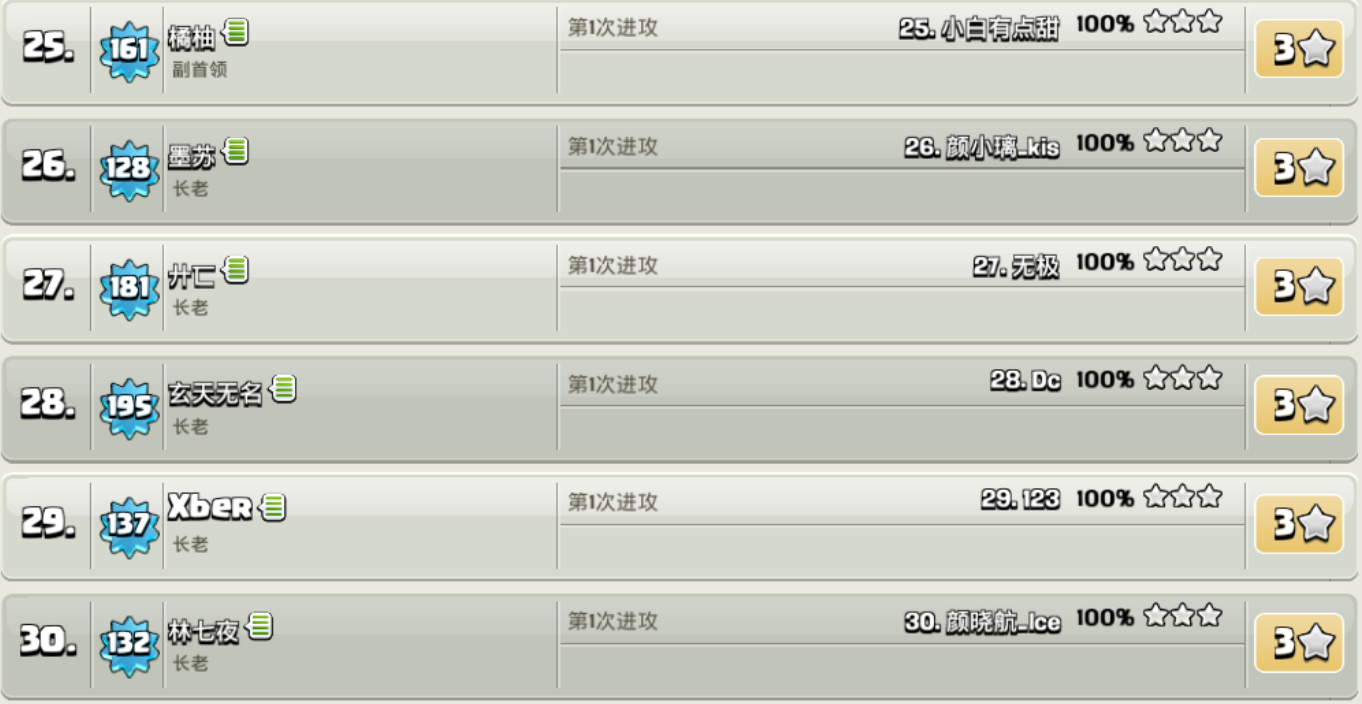 25. 161 橘柚 第1次进攻 25. 小白有点甜 100% 3
副首领
26. 128 墨苏 第1次进攻 26. 颜小璃_kis 100% 3
长老
27. 181 第1次进攻 27. 无极 100% 3
长老
28. 195 玄天无名 第1次进攻 28. Dc 100% 3
长老
29. 137 Xber 第1次进攻 29. 123 100% 3
长老
30. 132 林七夜 第1次进攻 30. 颜晓航_Ice 100% 3
长老